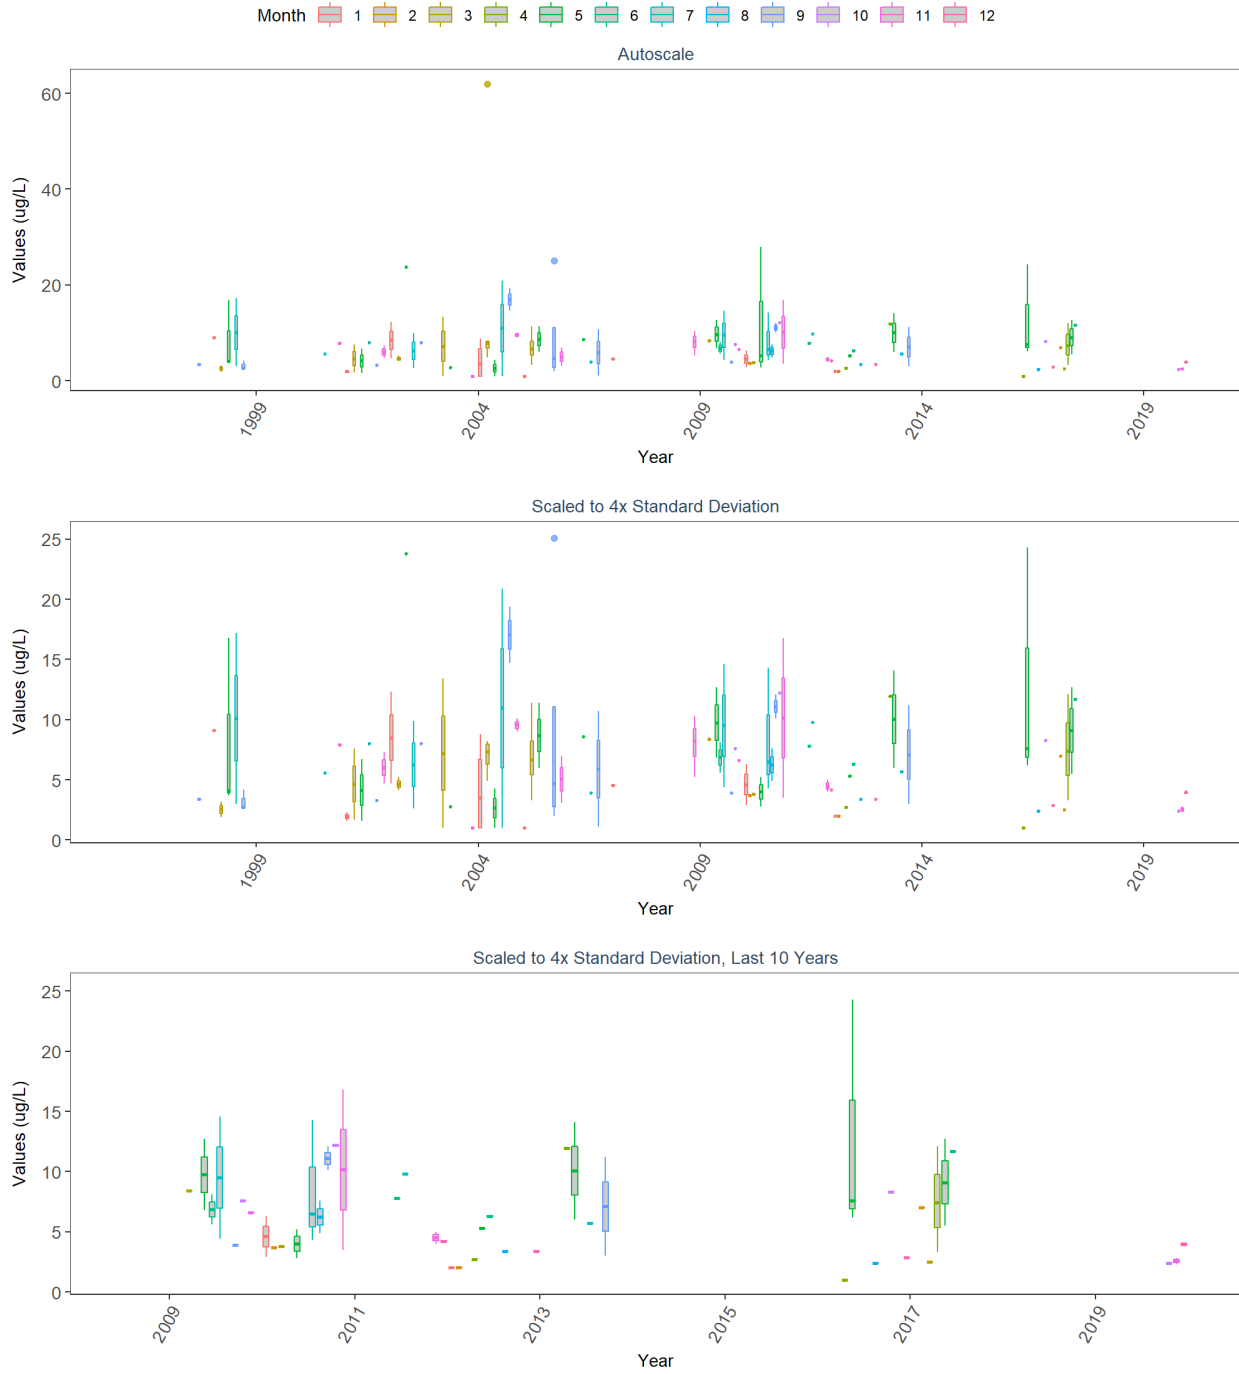 Month 1 2 3 4 5 6 7 8 9 10 11 12
Autoscale
Values (ug/L)
60
40
20
0
1999 2004 2009 2014 2019
Year
Scaled to 4x Standard Deviation
Values (ug/L)
25
20
15
10
5
0
1999 2004 2009 2014 2019
Year
Scaled to 4x Standard Deviation, Last 10 Years
Values (ug/L)
25
20
15
10
5
0
2009 2011 2013 2015 2017 2019
Year